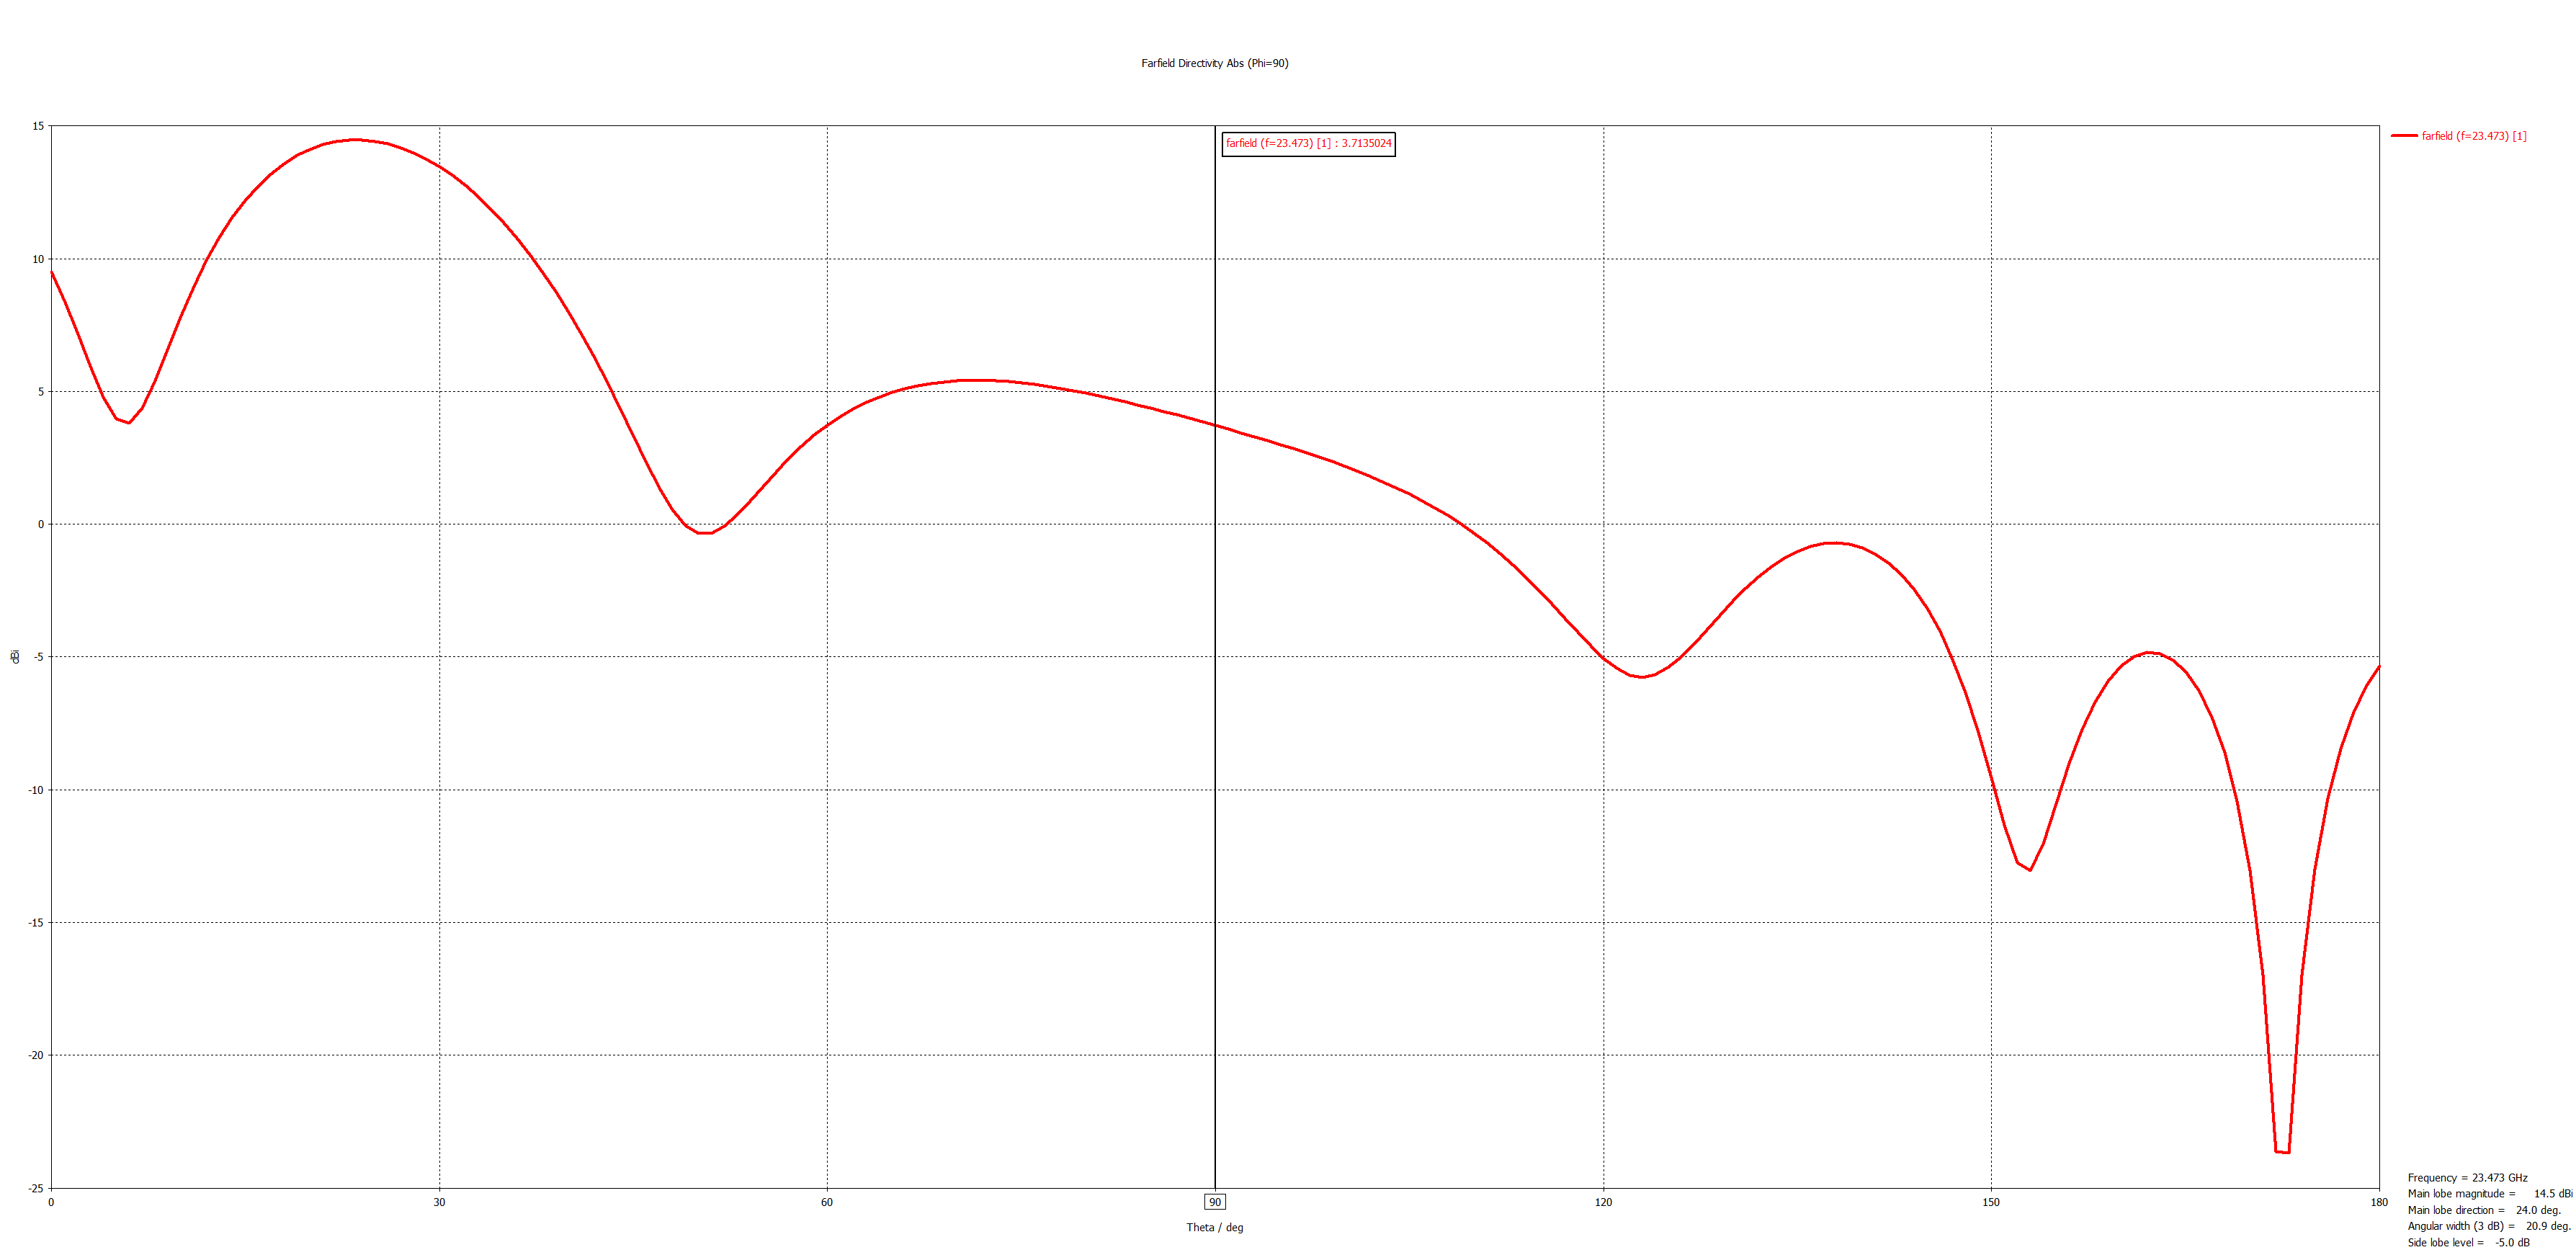 Farfield Directivity Abs (Phi=90)
farfield (f=23.473) [1] : 3.7135024
farfield (f=23.473) [1]
15
10
5
0
-5
-10
-15
-20
-25
dBi
0 30 60 90 120 150 180
Theta / deg
Frequency = 23.473 GHz
Main lobe magnitude = 14.5 dBi
Main lobe direction = 24.0 deg.
Angular width (3 dB) = 20.9 deg.
Side lobe level = -5.0 dB